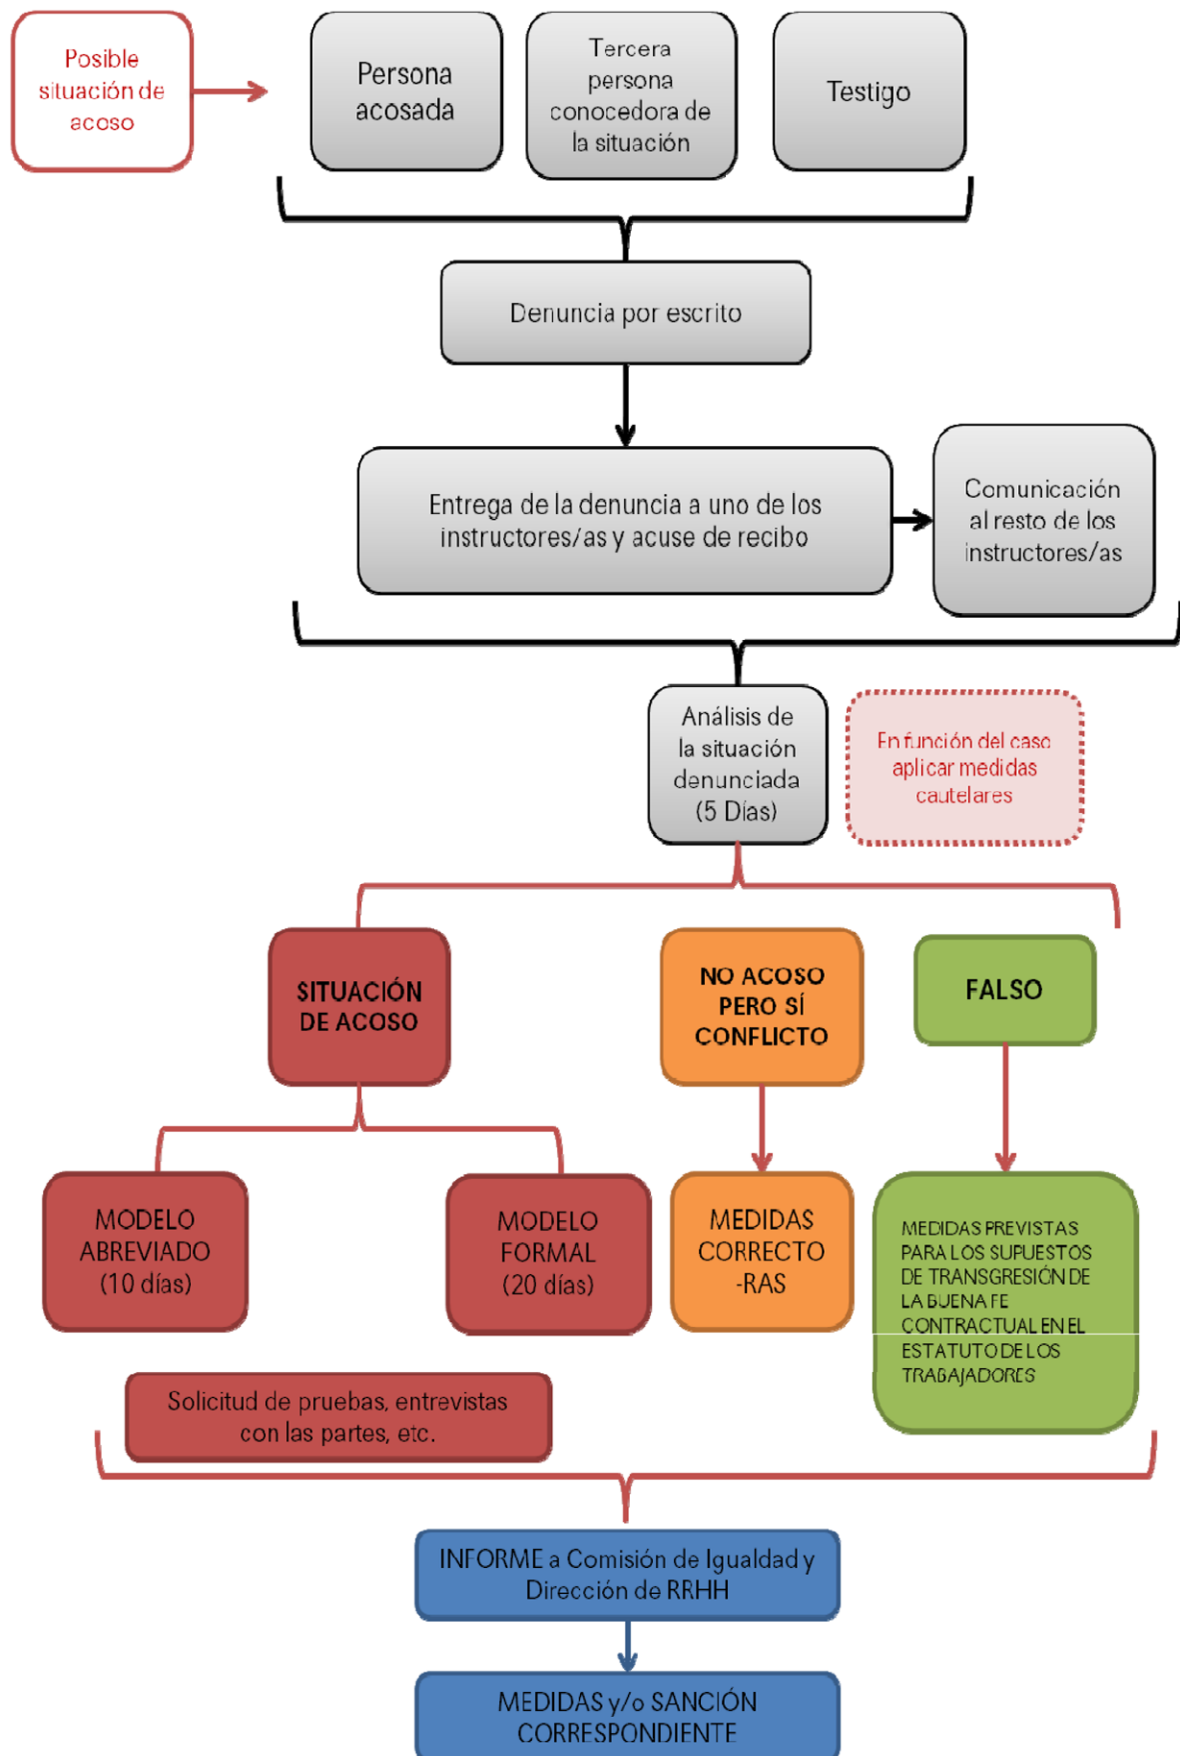 Posible
situación de
acoso
Persona
acosada
Tercera
persona
conocedora de
la situación
Testigo
Denuncia por escrito
Entrega de la denuncia a uno de los
instructores/as y acuse de recibo
Comunicación
al resto de los
instructores/as
Análisis de
la situación
denunciada
(5 Días)
En función del caso
aplicar medidas
cautelares
SITUACIÓN
DE ACOSO
NO ACOSO
PERO SÍ
CONFLICTO
FALSO
MODELO
ABREVIADO
(10 días)
MODELO
FORMAL
(20 días)
MEDIDAS
CORRECTO
-RAS
MEDIDAS PREVISTAS
PARA LOS SUPUESTOS
DE TRANSGRESIÓN DE
LA BUENA FE
CONTRACTUAL EN EL
ESTATUTO DE LOS
TRABAJADORES
Solicitud de pruebas, entrevistas
con las partes, etc.
INFORME a Comisión de Igualdad y
Dirección de RRHH
MEDIDAS y/o SANCIÓN
CORRESPONDIENTE